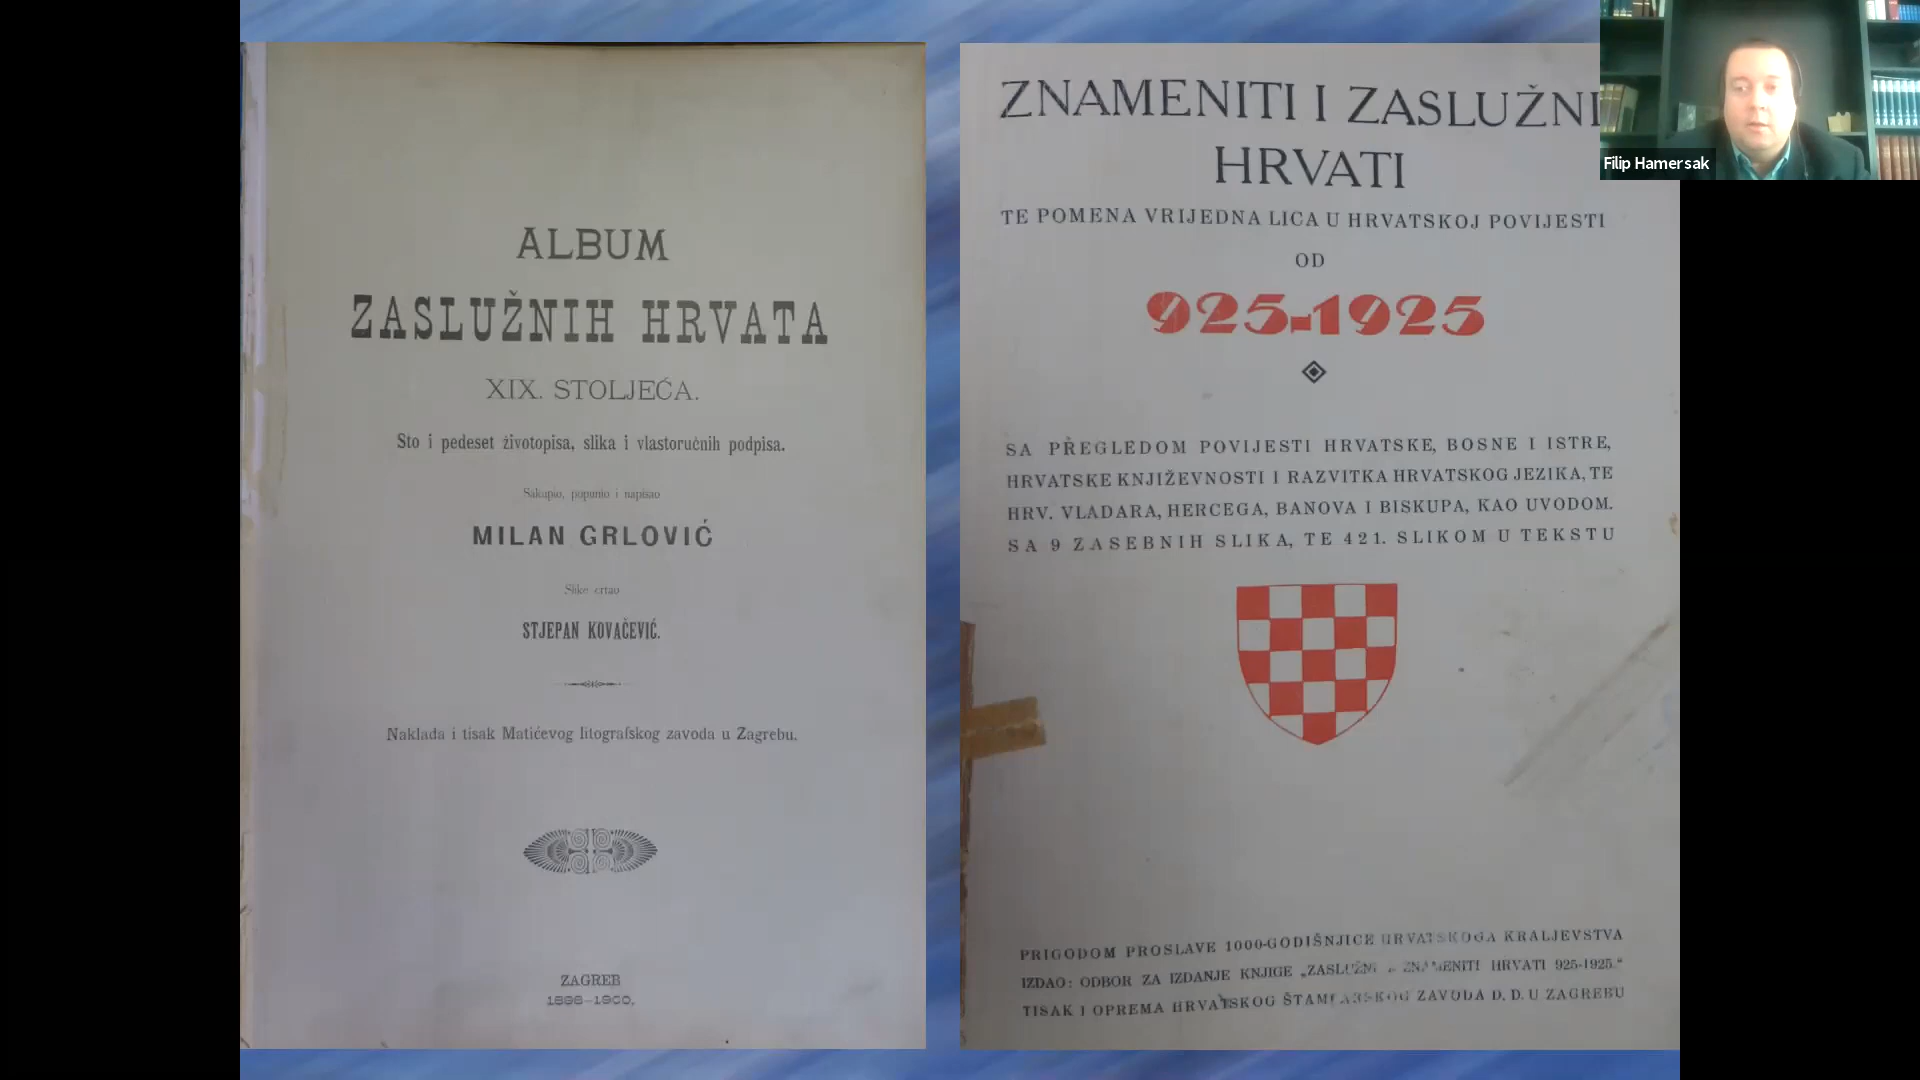 ALBUM
ZASLUŽNIH HRVATA
XIX. STOLJEĆA.
Sto i pedeset životopisa, slika i vlastoručnih podpisa.
Sakupio, popunio i napisao
MILAN GRLOVIĆ
Slike crtao
STJEPAN KOVAČEVIĆ.
Naklada i tisak Matićevog litografskog zavoda u Zagrebu.
ZAGREB
1898–1900.
ZNAMENITI I ZASLUŽNI
HRVATI
TE POMENA VRIJEDNA LICA U HRVATSKOJ POVIJESTI
OD
925-1925
SA PREGLEDOM POVIJESTI HRVATSKE, BOSNE I ISTRE,
HRVATSKE KNJIŽEVNOSTI I RAZVITKA HRVATSKOG JEZIKA, TE
HRV. VLADARA, HERCEGA, BANOVA I BISKUPA, KAO UVODOM.
SA 9 ZASEBNIH SLIKA, TE 421. SLIKOM U TEKSTU
PRIGODOM PROSLAVE 1000-GODIŠNJICE HRVATSKOGA KRALJEVSTVA
IZDAO: ODBOR ZA IZDANJE KNJIGE „ZASLUŽNI I ZNAMENITI HRVATI 925-1925.“
TISAK I OPREMA HRVATSKOG ŠTAMPARSKOG ZAVODA D. D. U ZAGREBU
Filip Hamersak